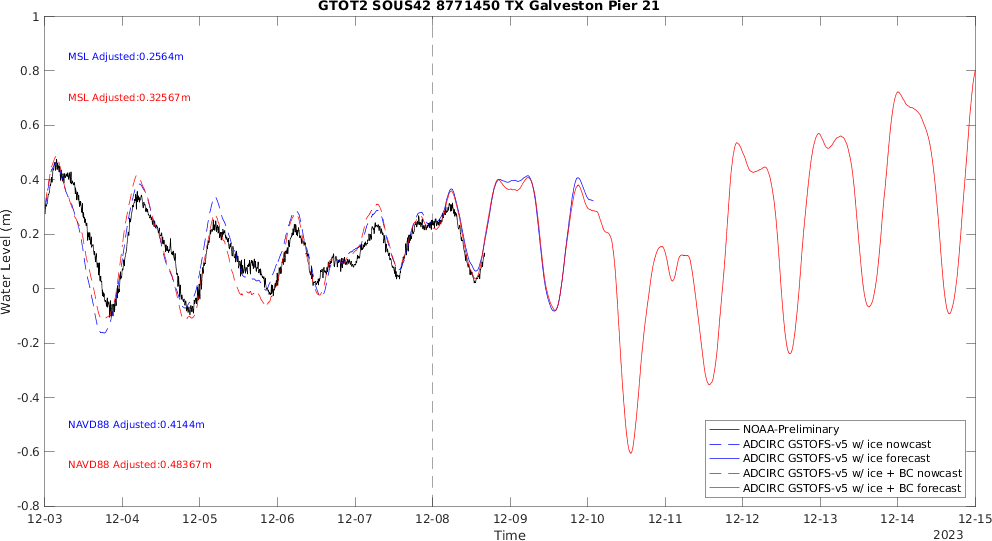 GTOT2 SOUS42 8771450 TX Galveston Pier 21
1
0.8
0.6
0.4
0.2
0
-0.2
-0.4
-0.6
-0.8
Water Level (m)
MSL Adjusted:0.2564m
MSL Adjusted:0.32567m
NAVD88 Adjusted:0.4144m
NAVD88 Adjusted:0.48367m
NOAA-Preliminary
ADCIRC GSTOFS-v5 w/ ice nowcast
ADCIRC GSTOFS-v5 w/ ice forecast
ADCIRC GSTOFS-v5 w/ ice + BC nowcast
ADCIRC GSTOFS-v5 w/ ice + BC forecast
12-03 12-04 12-05 12-06 12-07 12-08 12-09 12-10 12-11 12-12 12-13 12-14 12-15
Time
2023